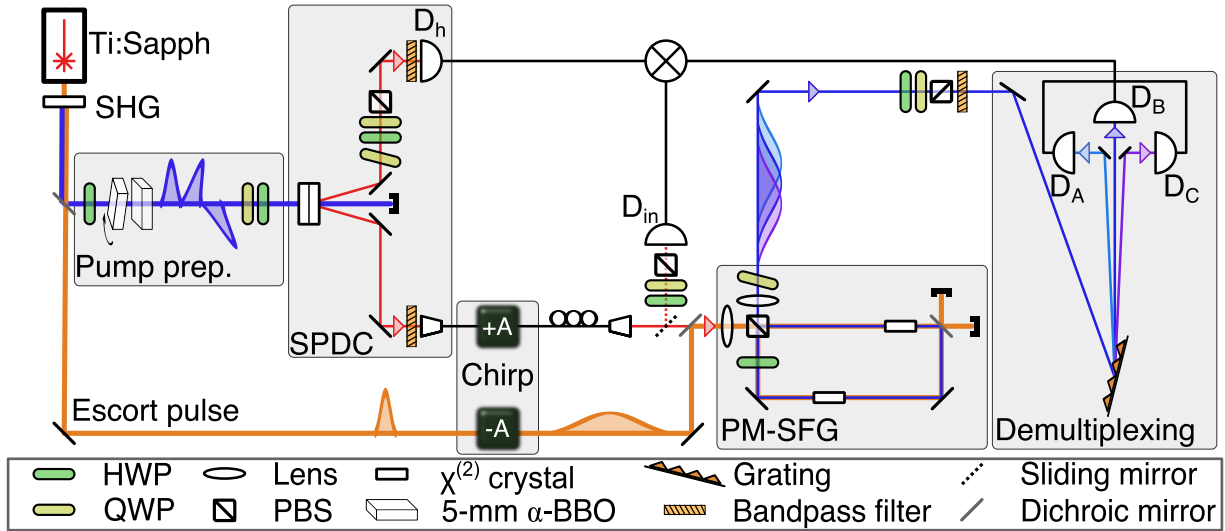 Ti:Sapph
SHG
Pump prep.
SPDC
D_h
D_in
+A
Chirp
-A
Escort pulse
PM-SFG
D_A
D_B
D_C
Demultiplexing
HWP
Lens
χ⁽²⁾ crystal
Grating
Sliding mirror
QWP
PBS
5-mm α-BBO
Bandpass filter
Dichroic mirror